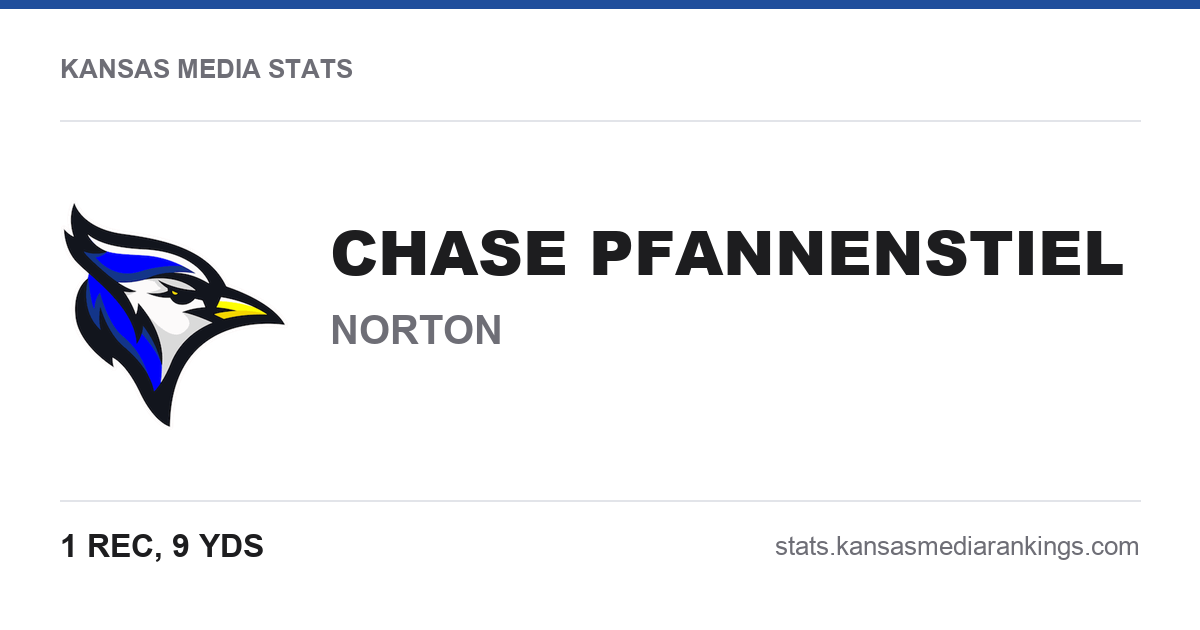 KANSAS MEDIA STATS
CHASE PFANNENSTIEL
NORTON
1 REC, 9 YDS
stats.kansasmediarankings.com